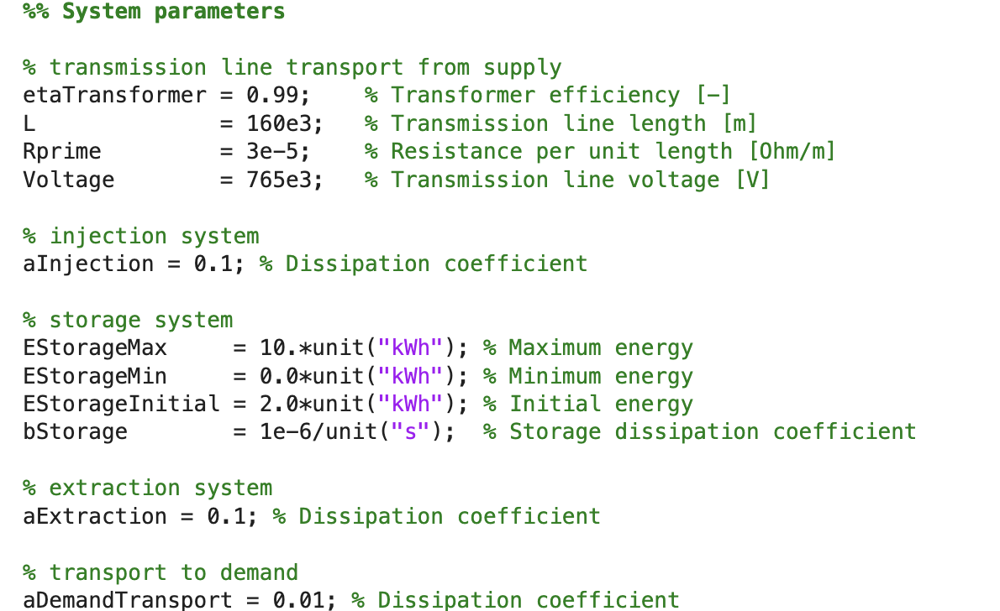 %% System parameters
% transmission line transport from supply
etaTransformer = 0.99;    % Transformer efficiency [-]
L              = 160e3;   % Transmission line length [m]
Rprime         = 3e-5;    % Resistance per unit length [Ohm/m]
Voltage        = 765e3;   % Transmission line voltage [V]
% injection system
aInjection = 0.1; % Dissipation coefficient
% storage system
EStorageMax     = 10.*unit("kWh"); % Maximum energy
EStorageMin     = 0.0*unit("kWh"); % Minimum energy
EStorageInitial = 2.0*unit("kWh"); % Initial energy
bStorage        = 1e-6/unit("s");  % Storage dissipation coefficient
% extraction system
aExtraction = 0.1; % Dissipation coefficient
% transport to demand
aDemandTransport = 0.01; % Dissipation coefficient